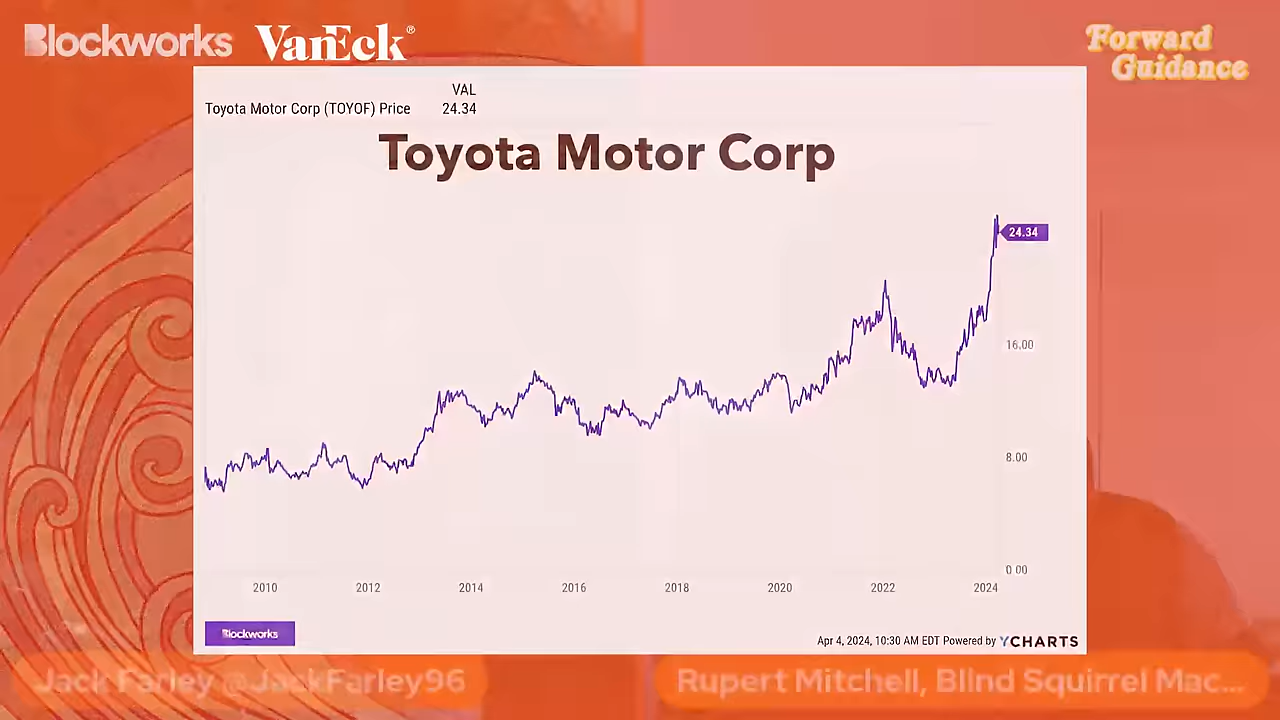 Blockworks VanEck®
Forward
Guidance
VAL
Toyota Motor Corp (TOYOF) Price 24.34
Toyota Motor Corp
24.34
16.00
8.00
0.00
2010 2012 2014 2016 2018 2020 2022 2024
Blockworks
Apr 4, 2024, 10:30 AM EDT Powered by YCHARTS
Jack Farley @JackFarley96
Rupert Mitchell, Blind Squirrel Mac...